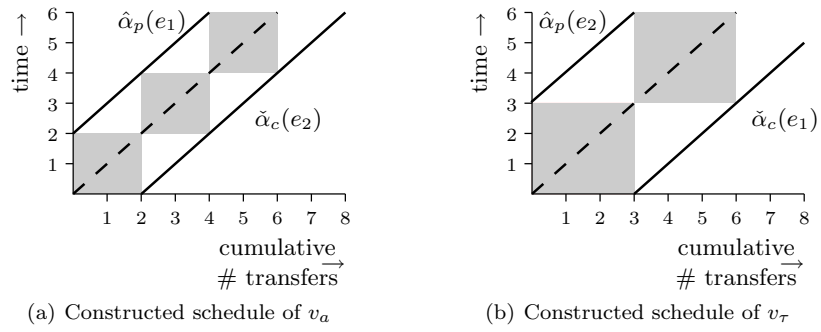 time →
6
5
4
3
2
1
1 2 3 4 5 6 7 8
α̂p(e1)
α̌c(e2)
cumulative
# transfers →
(a) Constructed schedule of va
time →
6
5
4
3
2
1
1 2 3 4 5 6 7 8
α̂p(e2)
α̌c(e1)
cumulative
# transfers →
(b) Constructed schedule of vτ